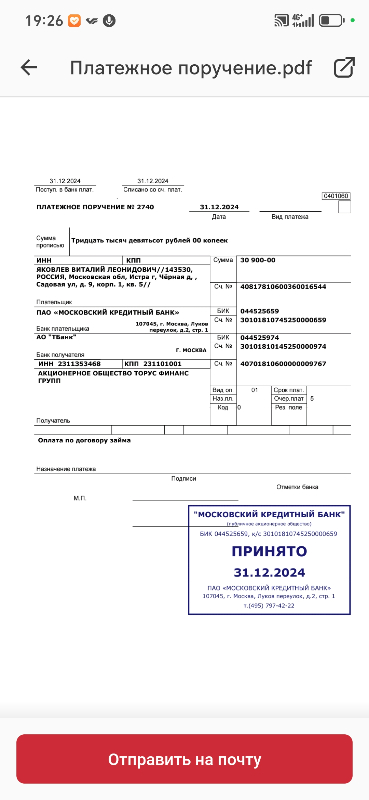 19:26
4G+
Платежное поручение.pdf
31.12.2024 31.12.2024
Поступ. в банк плат. Списано со сч. плат.
0401060
ПЛАТЕЖНОЕ ПОРУЧЕНИЕ № 2740 31.12.2024
Дата Вид платежа
Сумма прописью Тридцать тысяч девятьсот рублей 00 копеек
ИНН КПП Сумма 30 900-00
ЯКОВЛЕВ ВИТАЛИЙ ЛЕОНИДОВИЧ//143530,
РОССИЯ, Московская обл, Истра г, Чёрная д, ,
Садовая ул, д. 9, корп. 1, кв. 5//
Сч. № 40817810600360016544
Плательщик
ПАО «МОСКОВСКИЙ КРЕДИТНЫЙ БАНК» БИК 044525659
107045, г. Москва, Луков
переулок, д.2, стр. 1
Сч. № 30101810745250000659
Банк плательщика
АО "ТБанк" БИК 044525974
Г. МОСКВА
Сч. № 30101810145250000974
Банк получателя
ИНН 2311353468 КПП 231101001 Сч. № 40701810600000009767
АКЦИОНЕРНОЕ ОБЩЕСТВО ТОРУС ФИНАНС
ГРУПП
Вид оп 01 Срок плат.
Наз.пл. Очер.плат 5
Получатель Код 0 Рез. поле
Оплата по договору займа
Назначение платежа
Подписи
Отметки банка
М.П.
"МОСКОВСКИЙ КРЕДИТНЫЙ БАНК"
(публичное акционерное общество)
БИК 044525659, к/с 30101810745250000659
ПРИНЯТО
31.12.2024
ПАО «МОСКОВСКИЙ КРЕДИТНЫЙ БАНК»
107045, г. Москва, Луков переулок, д.2, стр. 1
т.(495) 797-42-22
Отправить на почту